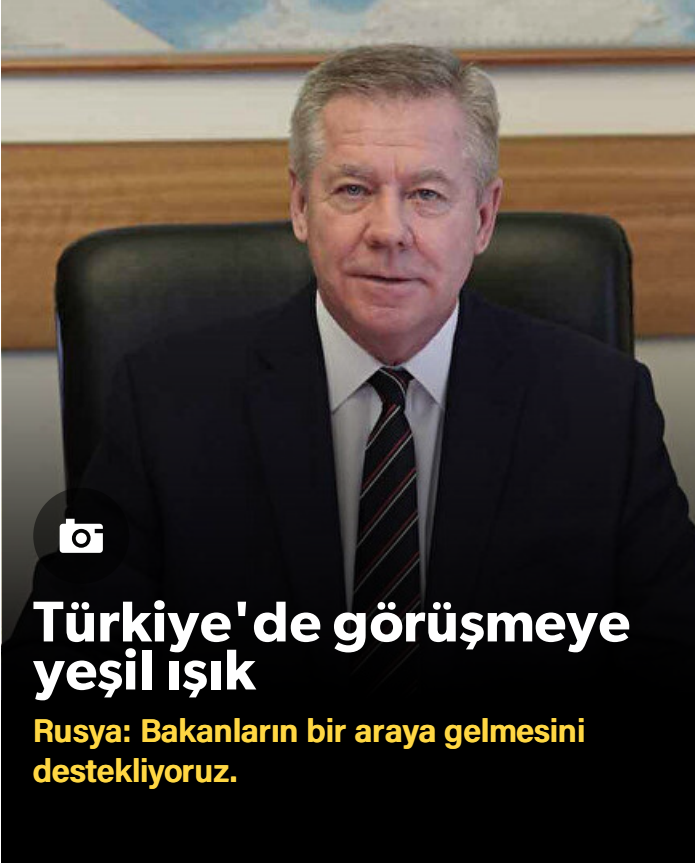 Türkiye'de görüşmeye
yeşil ışık
Rusya: Bakanların bir araya gelmesini
destekliyoruz.